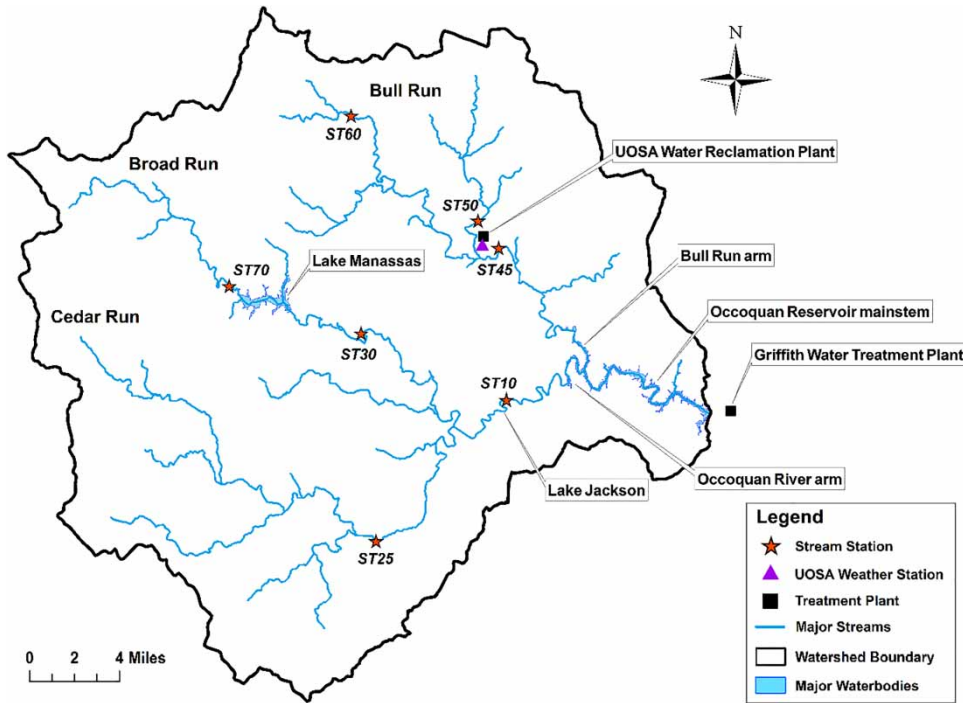 N
Bull Run
ST60
Broad Run
UOSA Water Reclamation Plant
ST50
ST45
Bull Run arm
Lake Manassas
ST70
Occoquan Reservoir mainstem
Cedar Run
ST30
Griffith Water Treatment Plant
ST10
Lake Jackson
Occoquan River arm
ST25
Legend
Stream Station
UOSA Weather Station
Treatment Plant
Major Streams
Watershed Boundary
Major Waterbodies
0 2 4 Miles